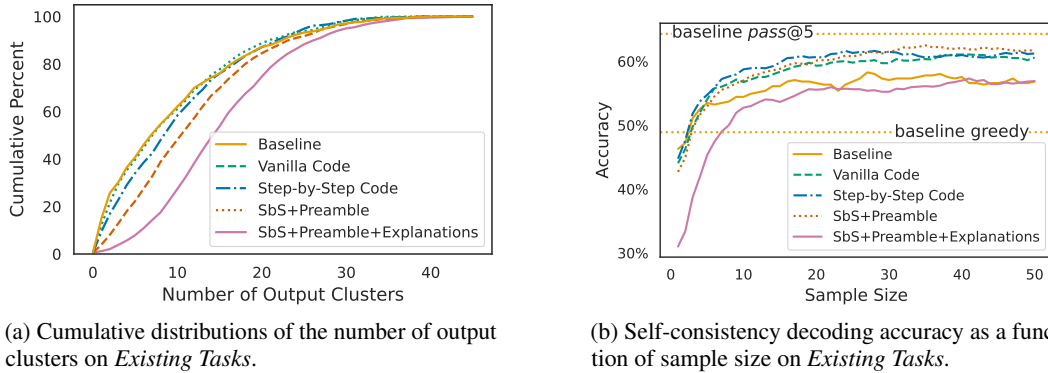 100
80
60
40
20
0
Cumulative Percent
Baseline
Vanilla Code
Step-by-Step Code
SbS+Preamble
SbS+Preamble+Explanations
0
10
20
30
40
Number of Output Clusters
(a) Cumulative distributions of the number of output
clusters on Existing Tasks.
baseline pass@5
60%
50%
40%
30%
Accuracy
baseline greedy
Baseline
Vanilla Code
Step-by-Step Code
SbS+Preamble
SbS+Preamble+Explanations
0
10
20
30
40
50
Sample Size
(b) Self-consistency decoding accuracy as a func
tion of sample size on Existing Tasks.